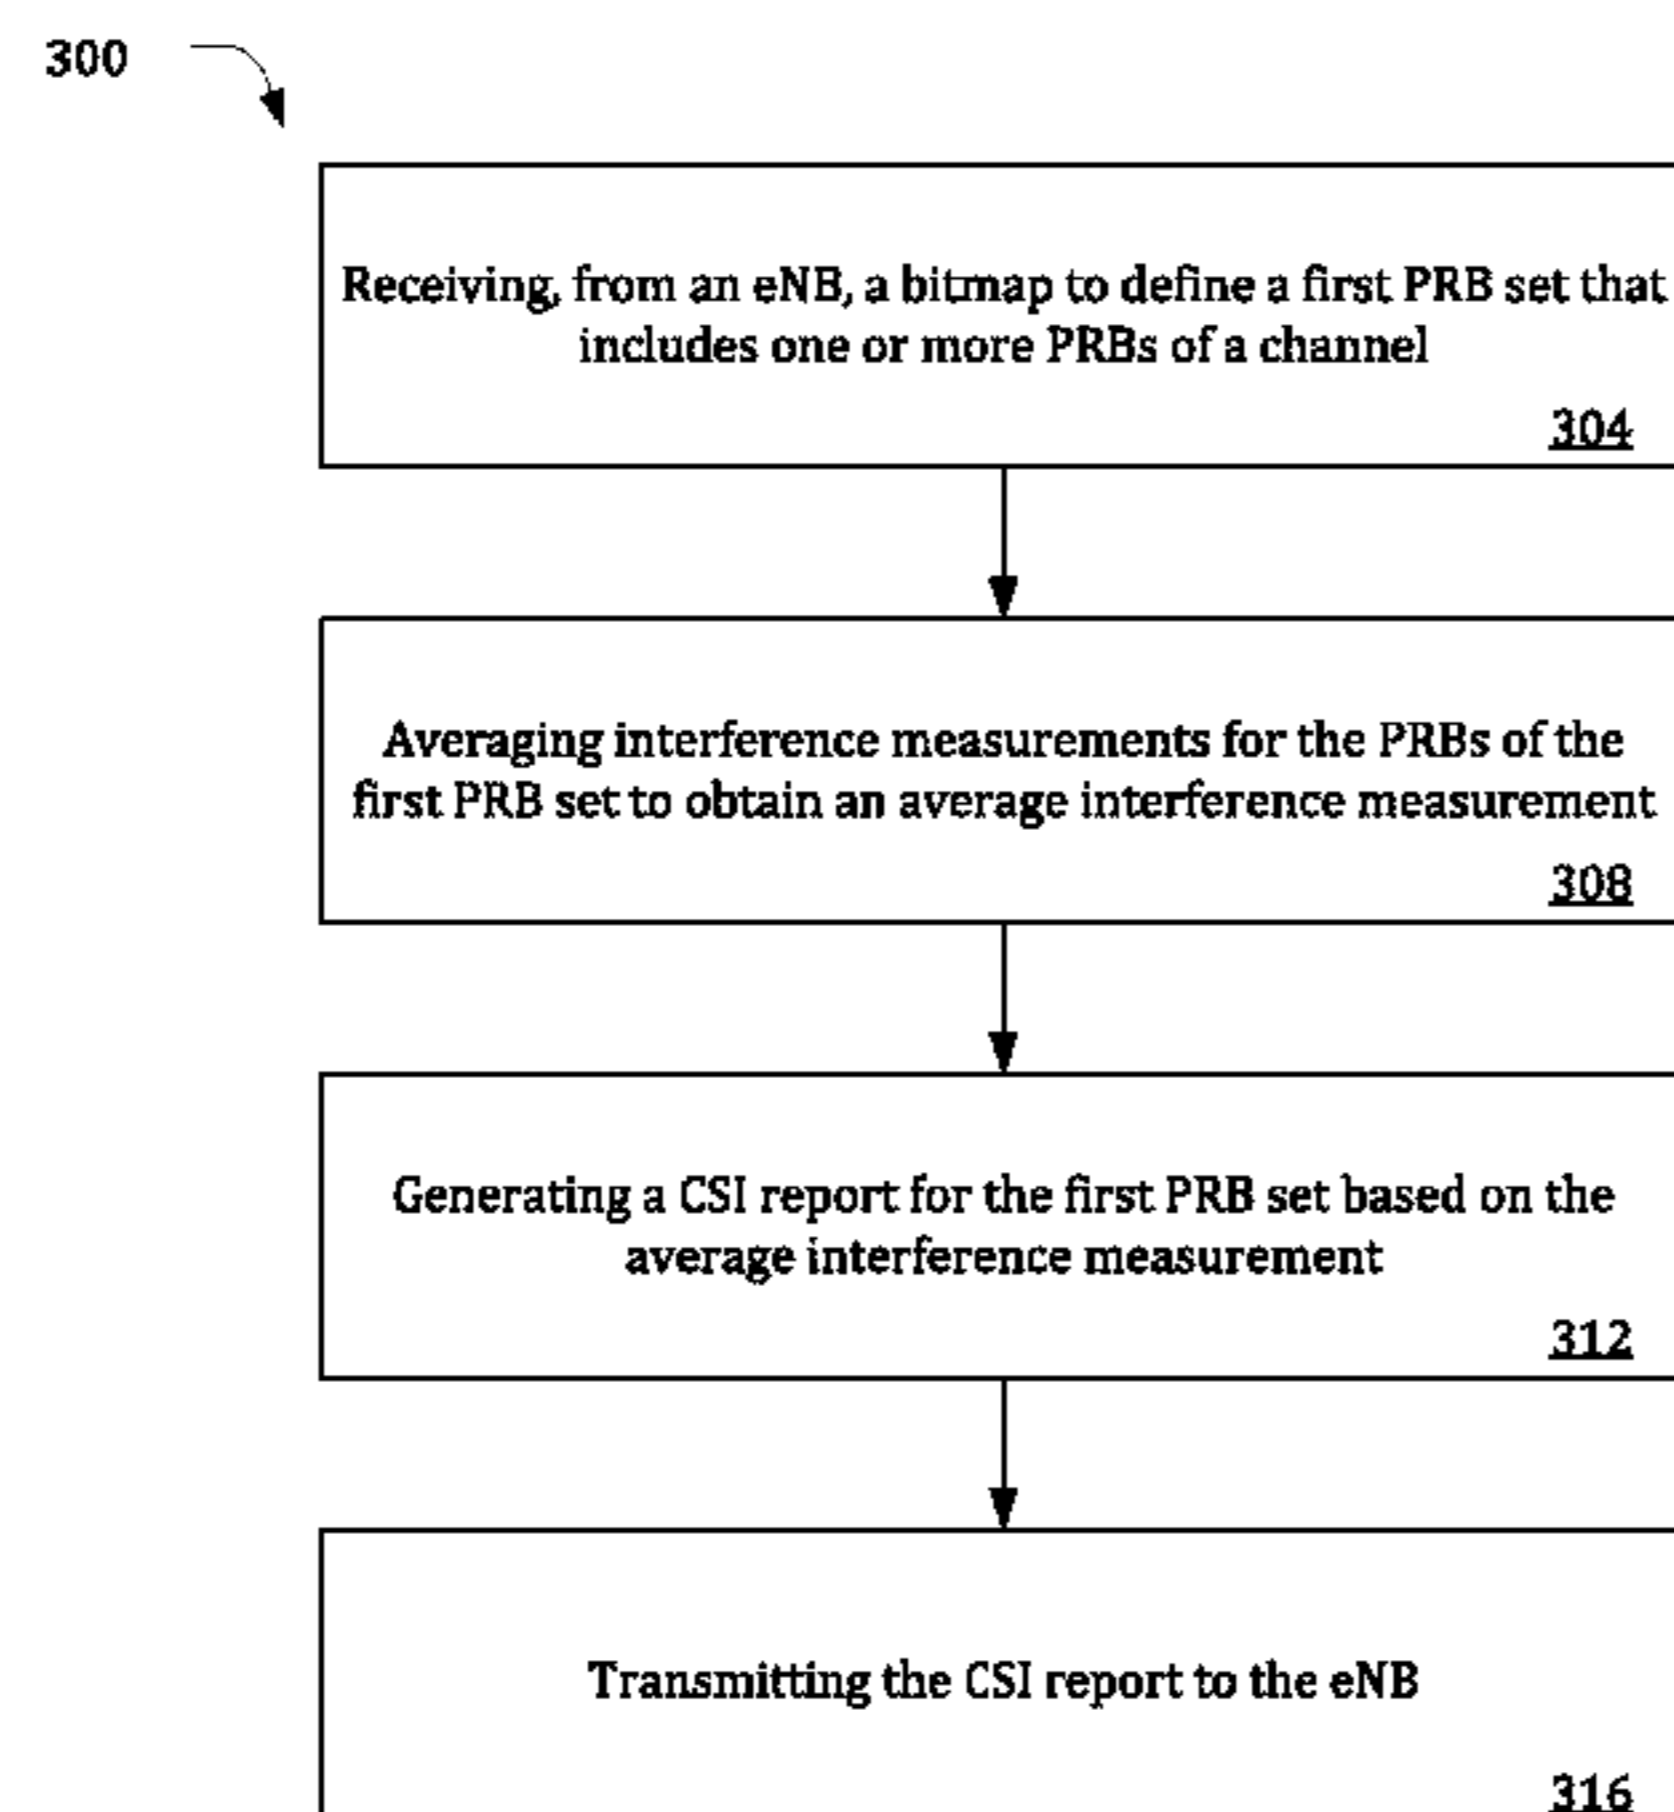 300
Receiving, from an eNB, a bitmap to define a first PRB set that
includes one or more PRBs of a channel
304
Averaging interference measurements for the PRBs of the
first PRB set to obtain an average interference measurement
308
Generating a CSI report for the first PRB set based on the
average interference measurement
312
Transmitting the CSI report to the eNB
316